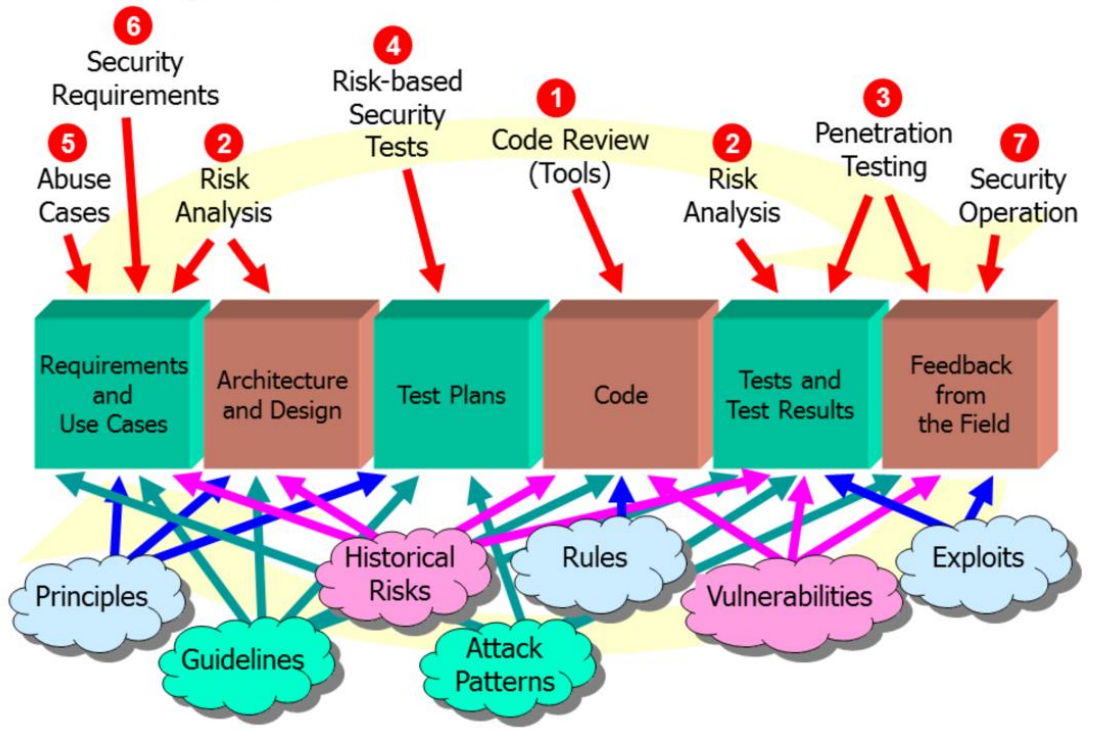 6
Security
Requirements
5
Abuse
Cases
2
Risk
Analysis
4
Risk-based
Security
Tests
1
Code Review
(Tools)
2
Risk
Analysis
3
Penetration
Testing
7
Security
Operation
Requirements
and
Use Cases
Architecture
and Design
Test Plans
Code
Tests and
Test Results
Feedback
from
the Field
Principles
Guidelines
Historical
Risks
Attack
Patterns
Rules
Vulnerabilities
Exploits